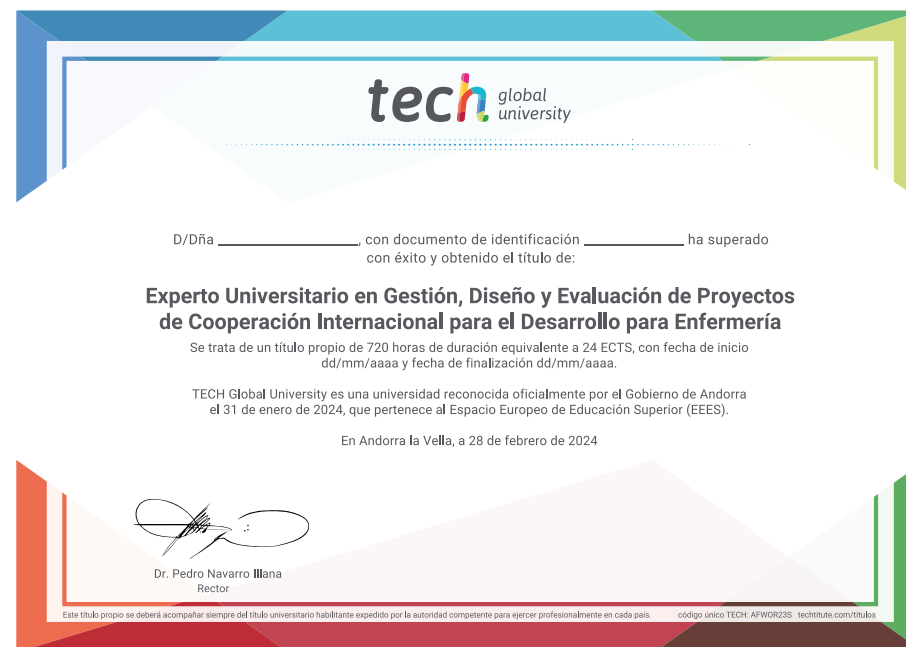 tech global university
D/Dña ____________________, con documento de identificación ______________ ha superado
con éxito y obtenido el título de:
Experto Universitario en Gestión, Diseño y Evaluación de Proyectos
de Cooperación Internacional para el Desarrollo para Enfermería
Se trata de un título propio de 720 horas de duración equivalente a 24 ECTS, con fecha de inicio
dd/mm/aaaa y fecha de finalización dd/mm/aaaa.
TECH Global University es una universidad reconocida oficialmente por el Gobierno de Andorra
el 31 de enero de 2024, que pertenece al Espacio Europeo de Educación Superior (EEES).
En Andorra la Vella, a 28 de febrero de 2024
Dr. Pedro Navarro Illana
Rector
Este título propio se deberá acompañar siempre del título universitario habilitante expedido por la autoridad competente para ejercer profesionalmente en cada país. código único TECH: AFWOR23S techtitute.com/titulos